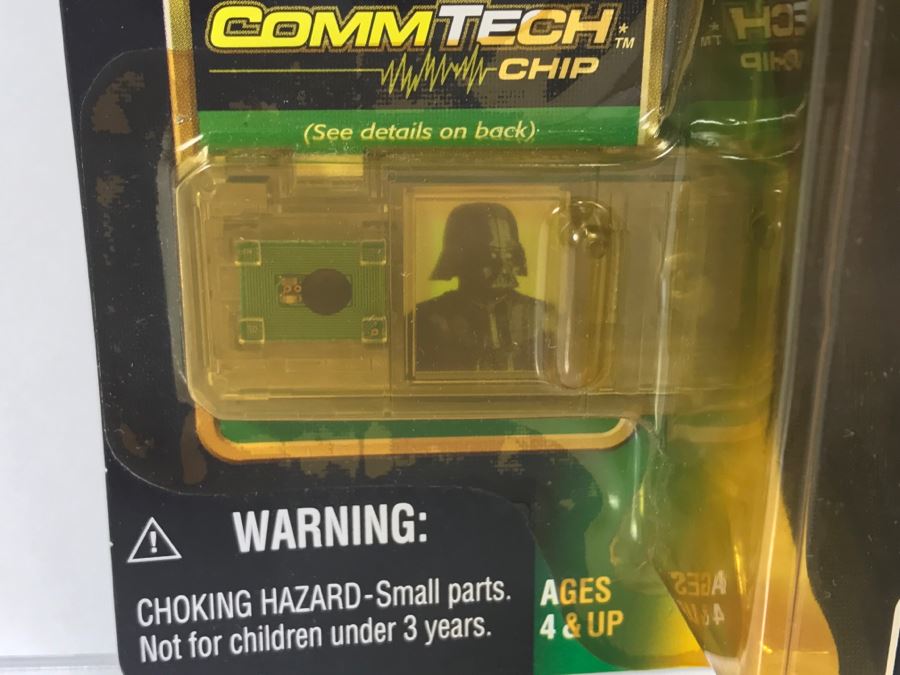 COMMTECH*™
CHIP
(See details on back)
WARNING:
CHOKING HAZARD-Small parts.
Not for children under 3 years.
AGES
4 & UP